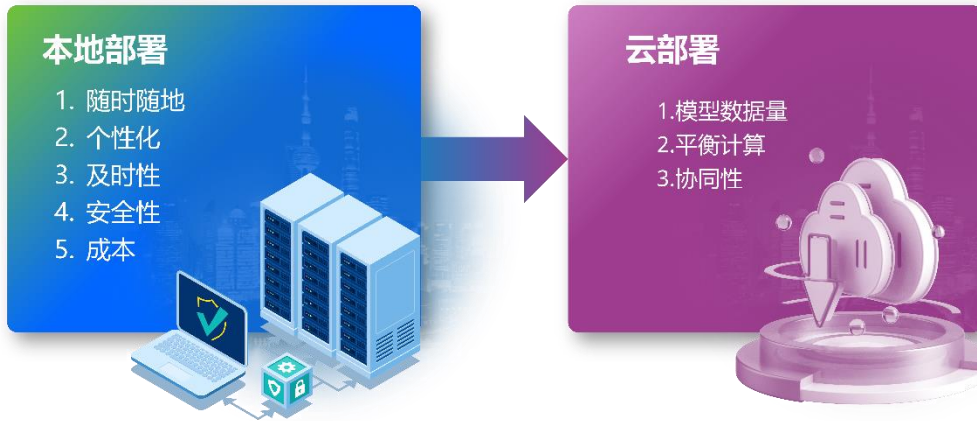 本地部署
1. 随时随地
2. 个性化
3. 及时性
4. 安全性
5. 成本
云部署
1.模型数据量
2.平衡计算
3.协同性